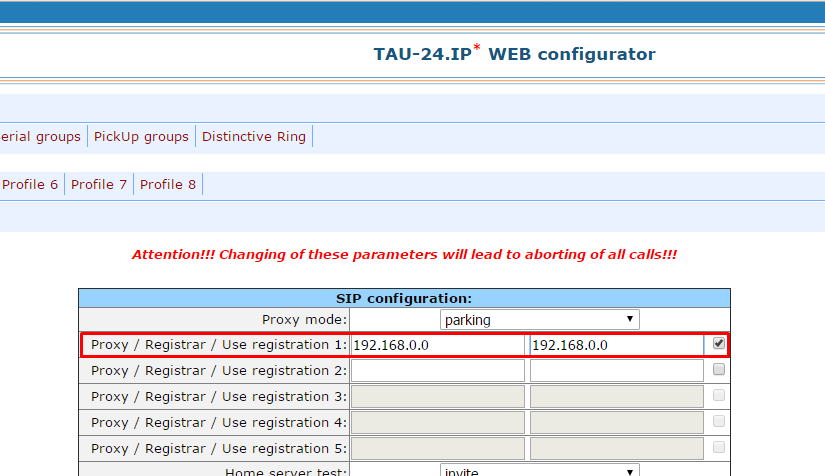 TAU-24.IP* WEB configurator
erial groups PickUp groups Distinctive Ring
Profile 6 Profile 7 Profile 8
Attention!!! Changing of these parameters will lead to aborting of all calls!!!
SIP configuration:
Proxy mode: parking
Proxy / Registrar / Use registration 1: 192.168.0.0 192.168.0.0
Proxy / Registrar / Use registration 2:
Proxy / Registrar / Use registration 3:
Proxy / Registrar / Use registration 4:
Proxy / Registrar / Use registration 5:
Home server test: invite